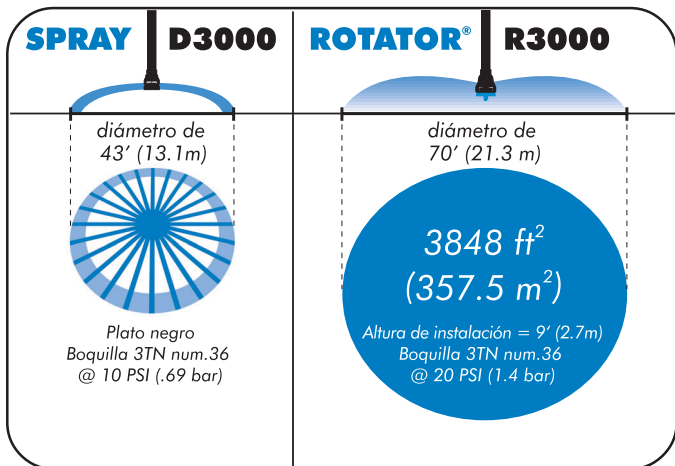 SPRAY D3000
diámetro de
43' (13.1m)
Plato negro
Boquilla 3TN num.36
@ 10 PSI (.69 bar)
ROTATOR® R3000
diámetro de
70' (21.3 m)
3848 ft²
(357.5 m²)
Altura de instalación = 9' (2.7m)
Boquilla 3TN num.36
@ 20 PSI (1.4 bar)